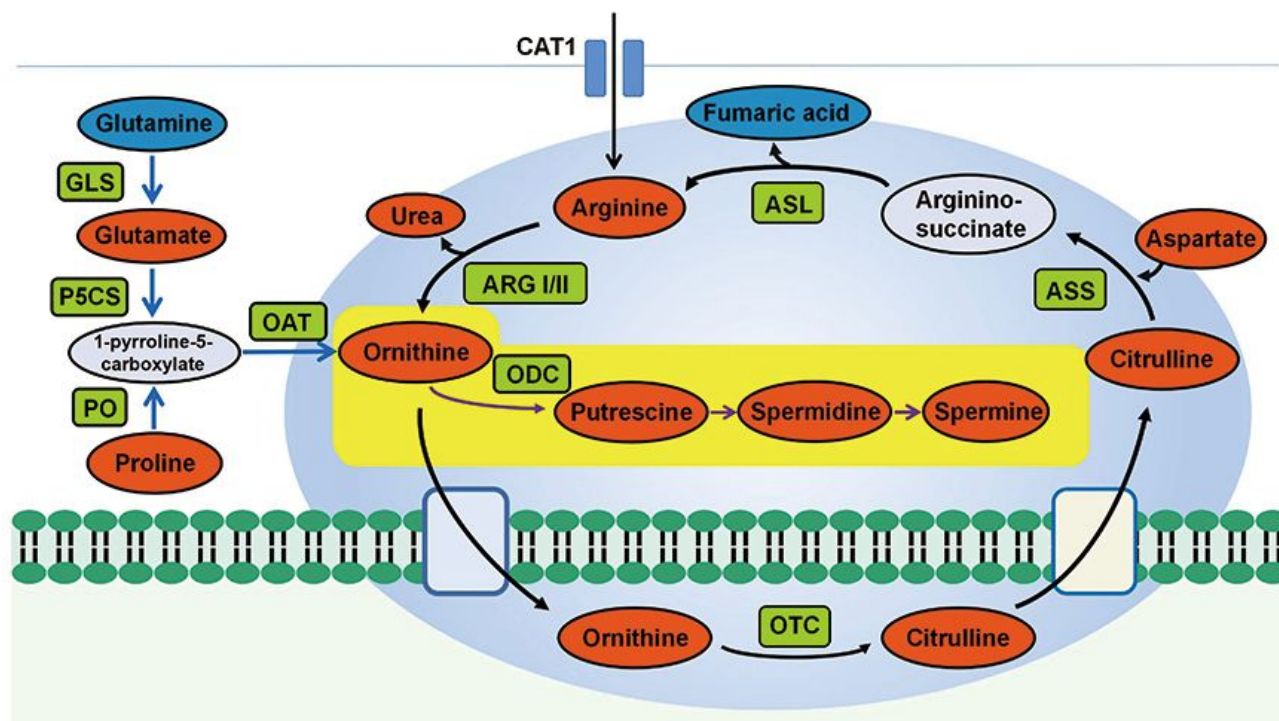 CAT1
Glutamine
GLS
Glutamate
P5CS
1-pyrroline-5-
carboxylate
PO
Proline
OAT
Fumaric acid
Urea
Arginine
ASL
Arginino-
succinate
Aspartate
ARG I/II
ASS
Ornithine
ODC
Citrulline
Putrescine
Spermidine
Spermine
Ornithine
OTC
Citrulline